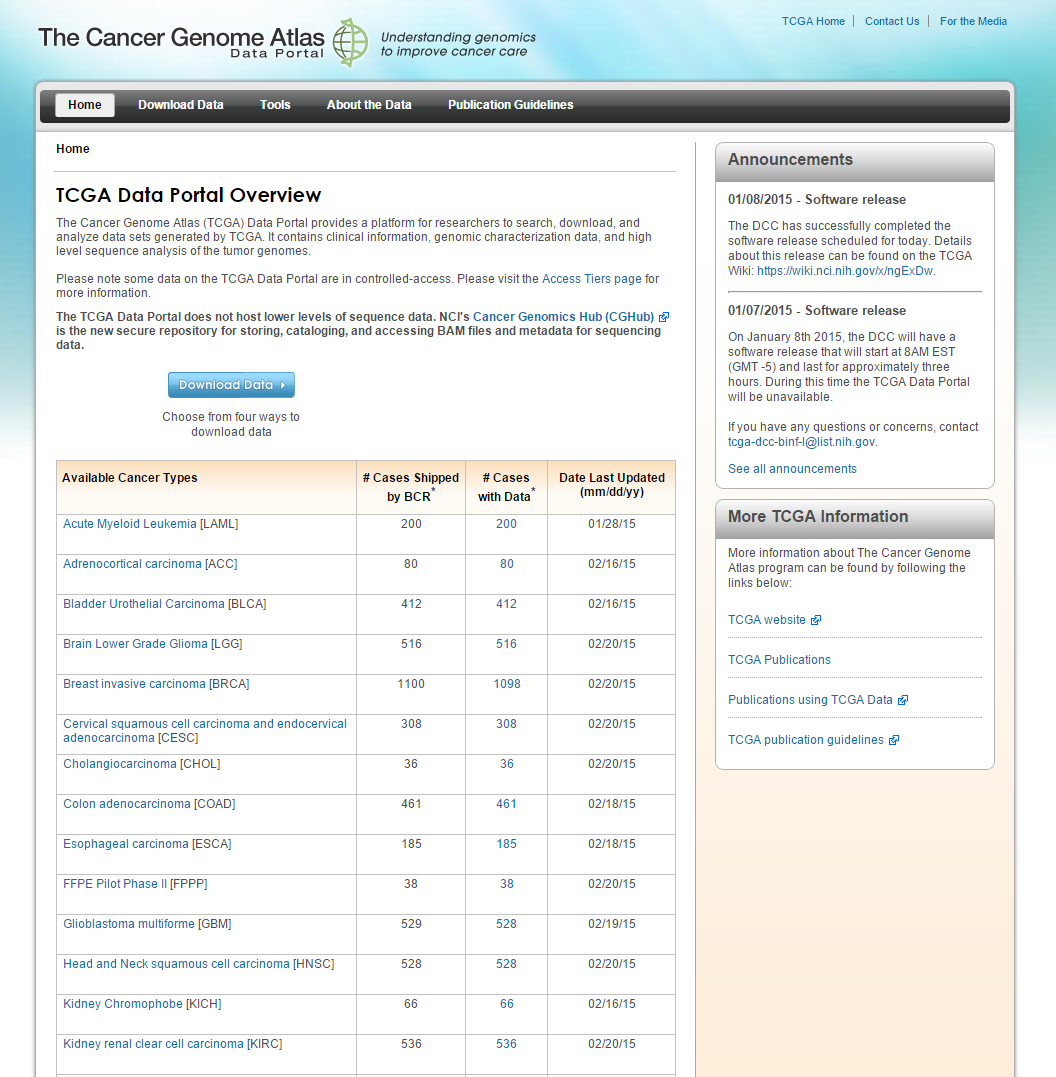 The Cancer Genome Atlas
Data Portal
Understanding genomics
to improve cancer care
TCGA Home | Contact Us | For the Media
Home Download Data Tools About the Data Publication Guidelines
Home
TCGA Data Portal Overview
The Cancer Genome Atlas (TCGA) Data Portal provides a platform for researchers to search, download, and
analyze data sets generated by TCGA. It contains clinical information, genomic characterization data, and high
level sequence analysis of the tumor genomes.
Please note some data on the TCGA Data Portal are in controlled-access. Please visit the Access Tiers page for
more information.
The TCGA Data Portal does not host lower levels of sequence data. NCI's Cancer Genomics Hub (CGHub)
is the new secure repository for storing, cataloging, and accessing BAM files and metadata for sequencing
data.
Download Data
Choose from four ways to
download data
Available Cancer Types # Cases Shipped by BCR* # Cases with Data* Date Last Updated (mm/dd/yy)
Acute Myeloid Leukemia [LAML] 200 200 01/28/15
Adrenocortical carcinoma [ACC] 80 80 02/16/15
Bladder Urothelial Carcinoma [BLCA] 412 412 02/16/15
Brain Lower Grade Glioma [LGG] 516 516 02/20/15
Breast invasive carcinoma [BRCA] 1100 1098 02/20/15
Cervical squamous cell carcinoma and endocervical
adenocarcinoma [CESC] 308 308 02/20/15
Cholangiocarcinoma [CHOL] 36 36 02/20/15
Colon adenocarcinoma [COAD] 461 461 02/18/15
Esophageal carcinoma [ESCA] 185 185 02/18/15
FFPE Pilot Phase II [FPPP] 38 38 02/20/15
Glioblastoma multiforme [GBM] 529 528 02/19/15
Head and Neck squamous cell carcinoma [HNSC] 528 528 02/20/15
Kidney Chromophobe [KICH] 66 66 02/16/15
Kidney renal clear cell carcinoma [KIRC] 536 536 02/20/15
Announcements
01/08/2015 - Software release
The DCC has successfully completed the
software release scheduled for today. Details
about this release can be found on the TCGA
Wiki: https://wiki.nci.nih.gov/x/ngExDw.
01/07/2015 - Software release
On January 8th 2015, the DCC will have a
software release that will start at 8AM EST
(GMT -5) and last for approximately three
hours. During this time the TCGA Data Portal
will be unavailable.
If you have any questions or concerns, contact
tcga-dcc-binf-l@list.nih.gov.
See all announcements
More TCGA Information
More information about The Cancer Genome
Atlas program can be found by following the
links below:
TCGA website
TCGA Publications
Publications using TCGA Data
TCGA publication guidelines